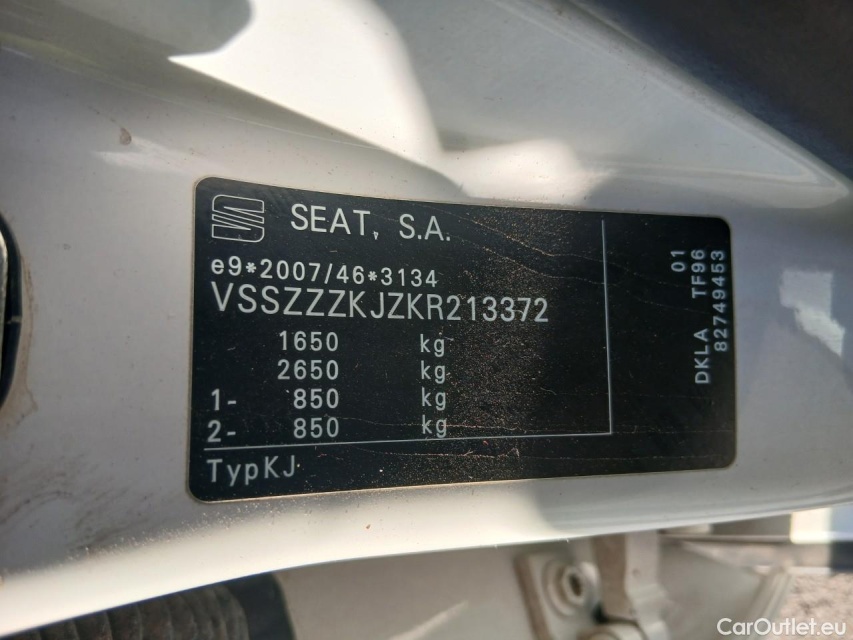 SEAT, S.A.
e9*2007/46*3134
VSSZZZKJZKR213372
1650 kg
2650 kg
1- 850 kg
2- 850 kg
TypKJ
01
DKLA TF96
82749453
CarOutlet.eu